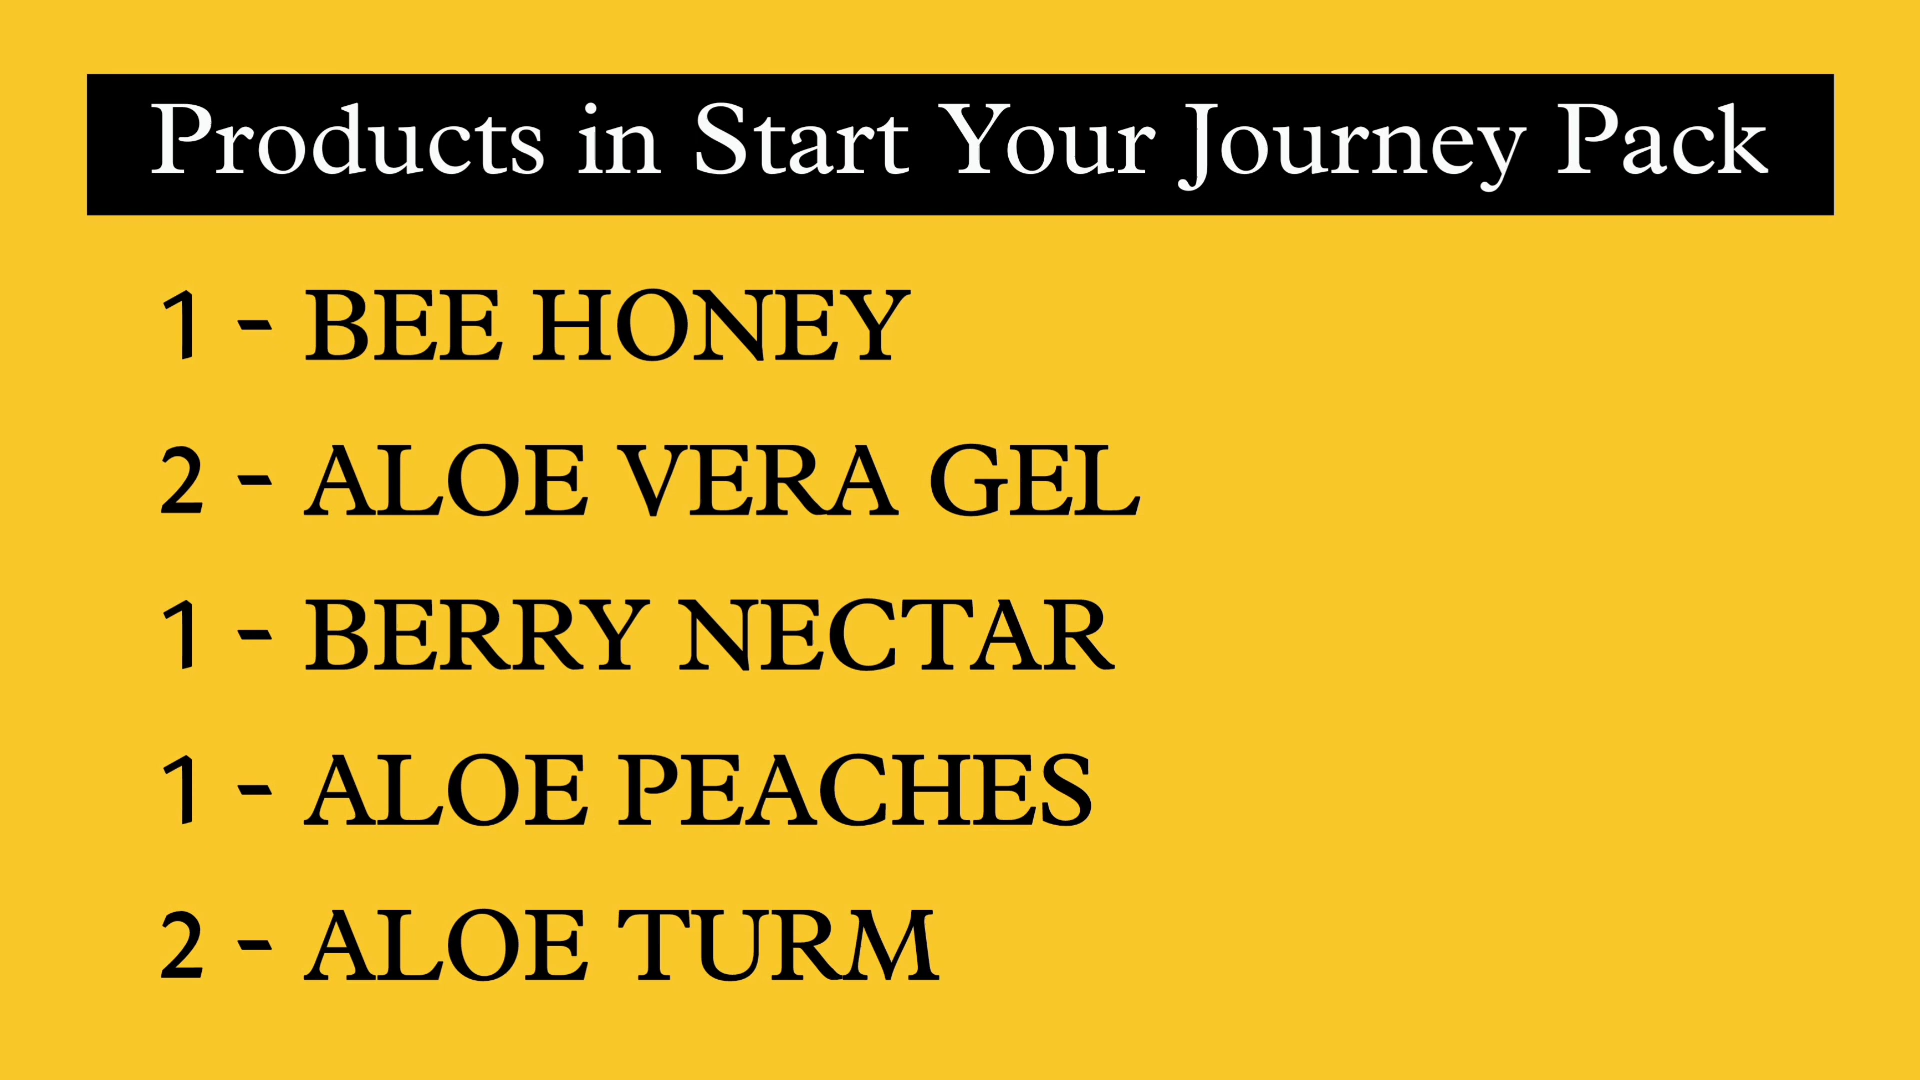 Products in Start Your Journey Pack
1 - BEE HONEY
2 - ALOE VERA GEL
1 - BERRY NECTAR
1 - ALOE PEACHES
2 - ALOE TURM